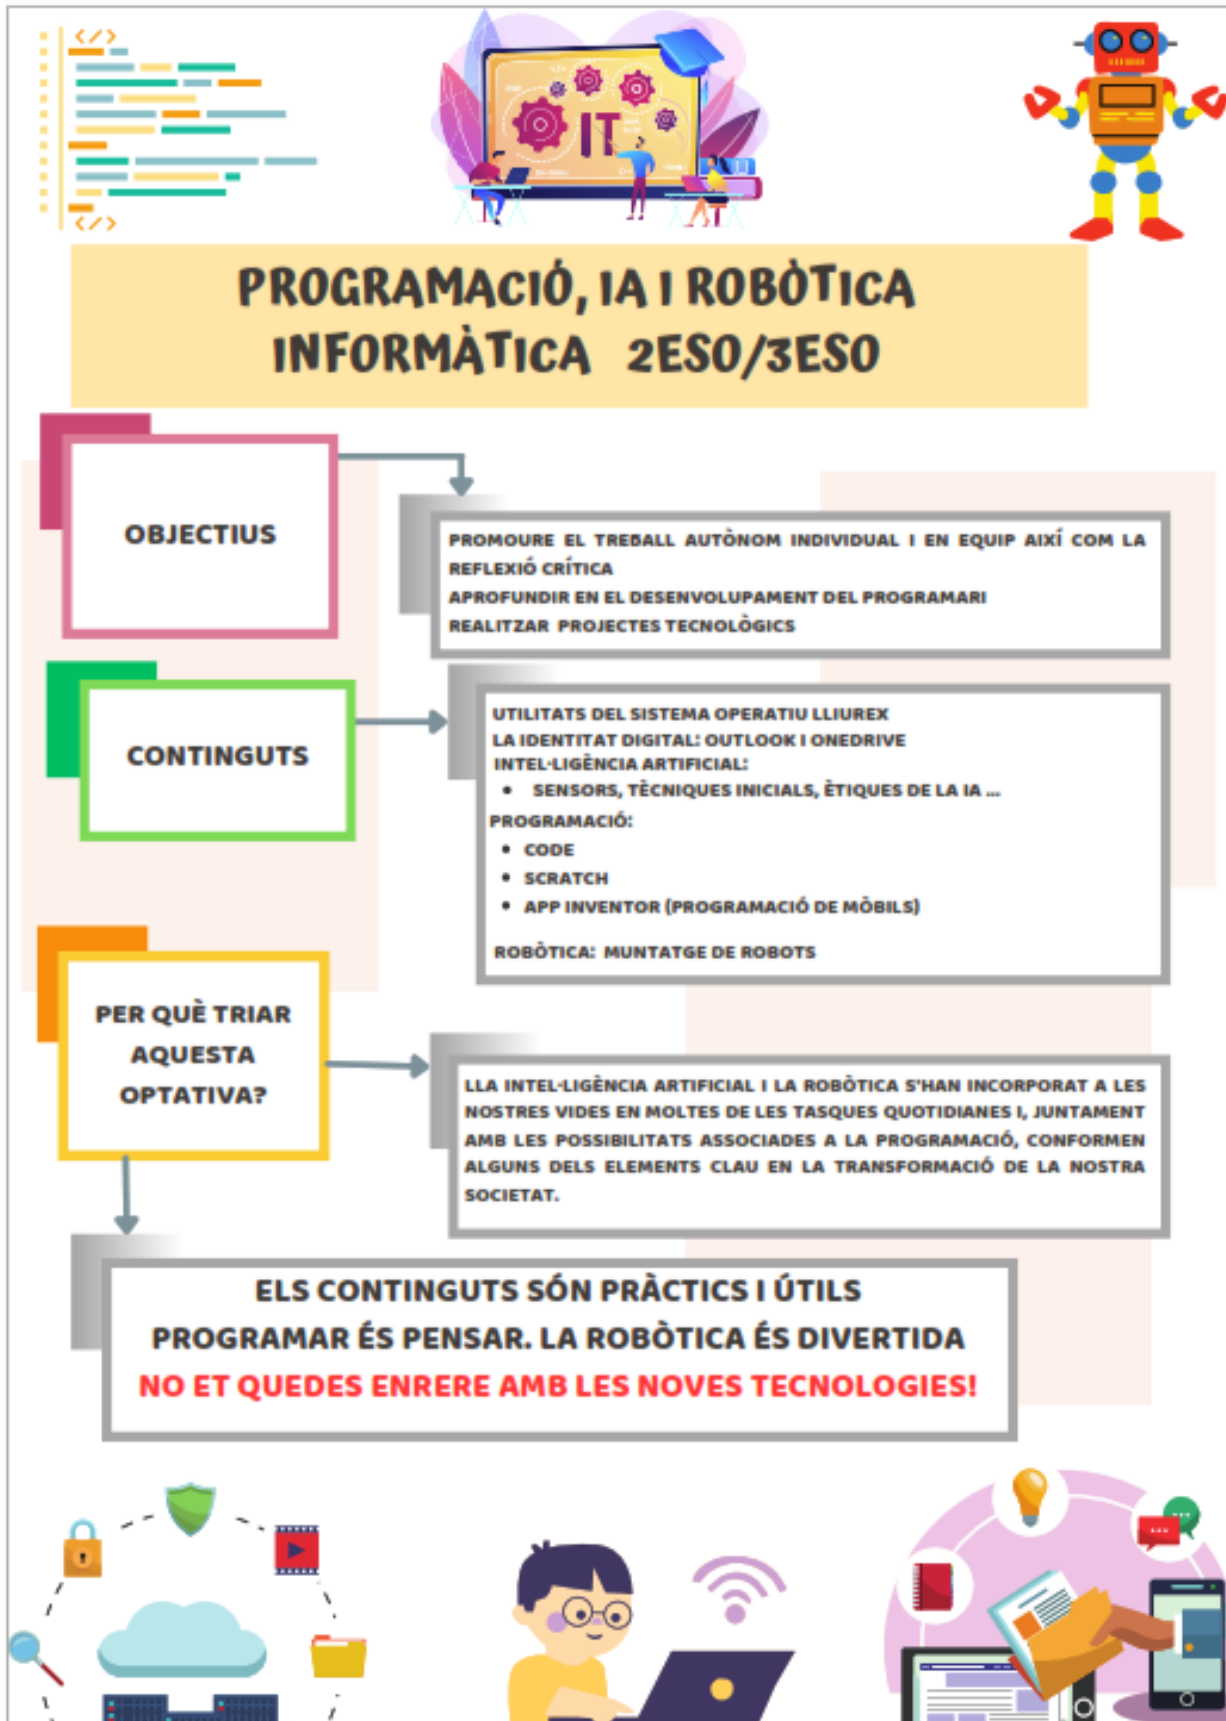 </>
IT
</>
PROGRAMACIÓ, IA I ROBÒTICA
INFORMÀTICA 2ESO/3ESO
OBJECTIUS
PROMOURE EL TREBALL AUTÒNOM INDIVIDUAL I EN EQUIP AIXÍ COM LA
REFLEXIÓ CRÍTICA
APROFUNDIR EN EL DESENVOLUPAMENT DEL PROGRAMARI
REALITZAR PROJECTES TECNOLÒGICS
CONTINGUTS
UTILITATS DEL SISTEMA OPERATIU LLIUREX
LA IDENTITAT DIGITAL: OUTLOOK I ONEDRIVE
INTEL·LIGÈNCIA ARTIFICIAL:
• SENSORS, TÈCNIQUES INICIALS, ÈTIQUES DE LA IA ...
PROGRAMACIÓ:
• CODE
• SCRATCH
• APP INVENTOR (PROGRAMACIÓ DE MÒBILS)
ROBÒTICA: MUNTATGE DE ROBOTS
PER QUÈ TRIAR
AQUESTA
OPTATIVA?
LLA INTEL·LIGÈNCIA ARTIFICIAL I LA ROBÒTICA S'HAN INCORPORAT A LES
NOSTRES VIDES EN MOLTES DE LES TASQUES QUOTIDIANES I, JUNTAMENT
AMB LES POSSIBILITATS ASSOCIADES A LA PROGRAMACIÓ, CONFORMEN
ALGUNS DELS ELEMENTS CLAU EN LA TRANSFORMACIÓ DE LA NOSTRA
SOCIETAT.
ELS CONTINGUTS SÓN PRÀCTICS I ÚTILS
PROGRAMAR ÉS PENSAR. LA ROBÒTICA ÉS DIVERTIDA
NO ET QUEDES ENRERE AMB LES NOVES TECNOLOGIES!